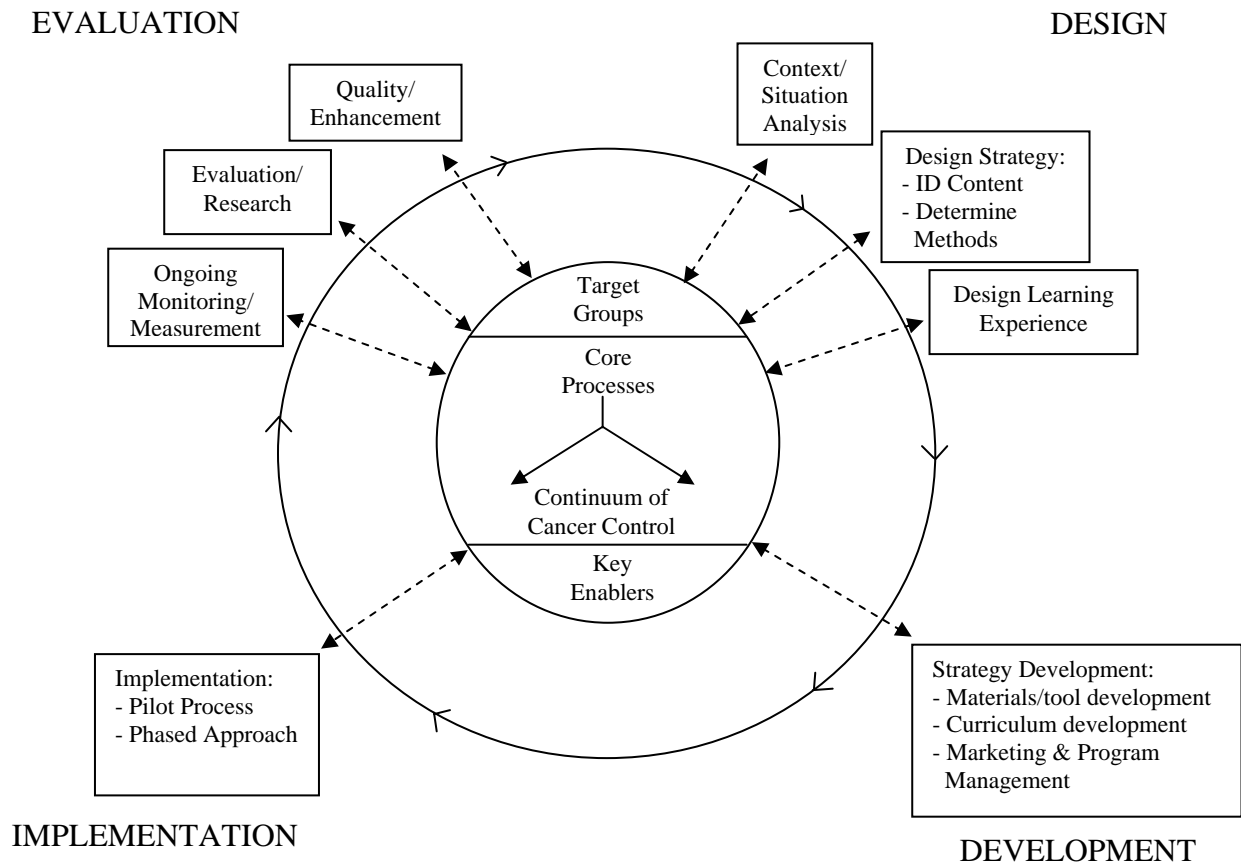 EVALUATION
DESIGN
Quality/
Enhancement
Context/
Situation
Analysis
Evaluation/
Research
Design Strategy:
- ID Content
- Determine
Methods
Ongoing
Monitoring/
Measurement
Design Learning
Experience
Target
Groups
Core
Processes
Continuum of
Cancer Control
Key
Enablers
Implementation:
- Pilot Process
- Phased Approach
Strategy Development:
- Materials/tool development
- Curriculum development
- Marketing & Program
Management
IMPLEMENTATION
DEVELOPMENT